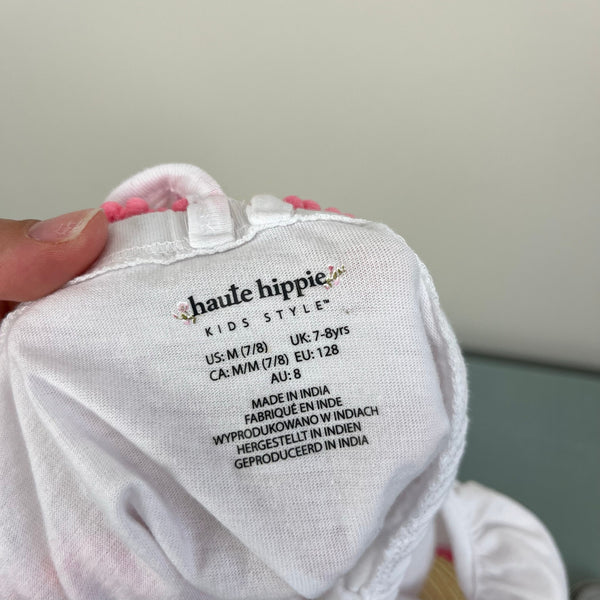 haute hippie
KIDS STYLE™
US: M (7/8) UK: 7-8yrs
CA: M/M (7/8) EU: 128
AU: 8
MADE IN INDIA
FABRIQUÉ EN INDE
WYPRODUKOWANO W INDIACH
HERGESTELLT IN INDIEN
GEPRODUCEERD IN INDIA